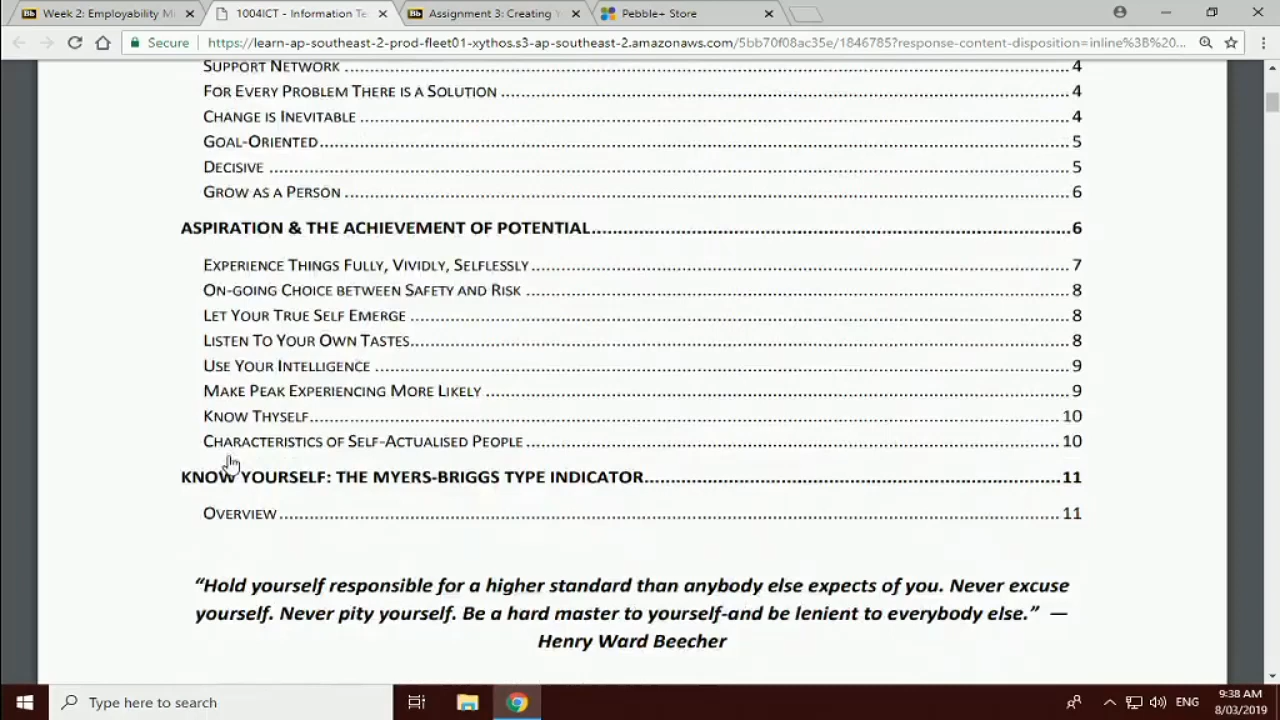 Week 2: Employability M
1004ICT - Information Te
Assignment 3: Creating Y
Pebble+ Store
Secure
https://learn-ap-southeast-2-prod-fleet01-xythos.s3-ap-southeast-2.amazonaws.com/5bb70f08ac35e/1846785?response-content-disposition=inline%3B%20...
SUPPORT NETWORK 4
FOR EVERY PROBLEM THERE IS A SOLUTION 4
CHANGE IS INEVITABLE 4
GOAL-ORIENTED 5
DECISIVE 5
GROW AS A PERSON 6
ASPIRATION & THE ACHIEVEMENT OF POTENTIAL 6
EXPERIENCE THINGS FULLY, VIVIDLY, SELFLESSLY 7
ON-GOING CHOICE BETWEEN SAFETY AND RISK 8
LET YOUR TRUE SELF EMERGE 8
LISTEN TO YOUR OWN TASTES 8
USE YOUR INTELLIGENCE 9
MAKE PEAK EXPERIENCING MORE LIKELY 9
KNOW THYSELF 10
CHARACTERISTICS OF SELF-ACTUALISED PEOPLE 10
KNOW YOURSELF: THE MYERS-BRIGGS TYPE INDICATOR 11
OVERVIEW 11
“Hold yourself responsible for a higher standard than anybody else expects of you. Never excuse
yourself. Never pity yourself. Be a hard master to yourself-and be lenient to everybody else.” —
Henry Ward Beecher
Type here to search
ENG
9:38 AM
8/03/2019